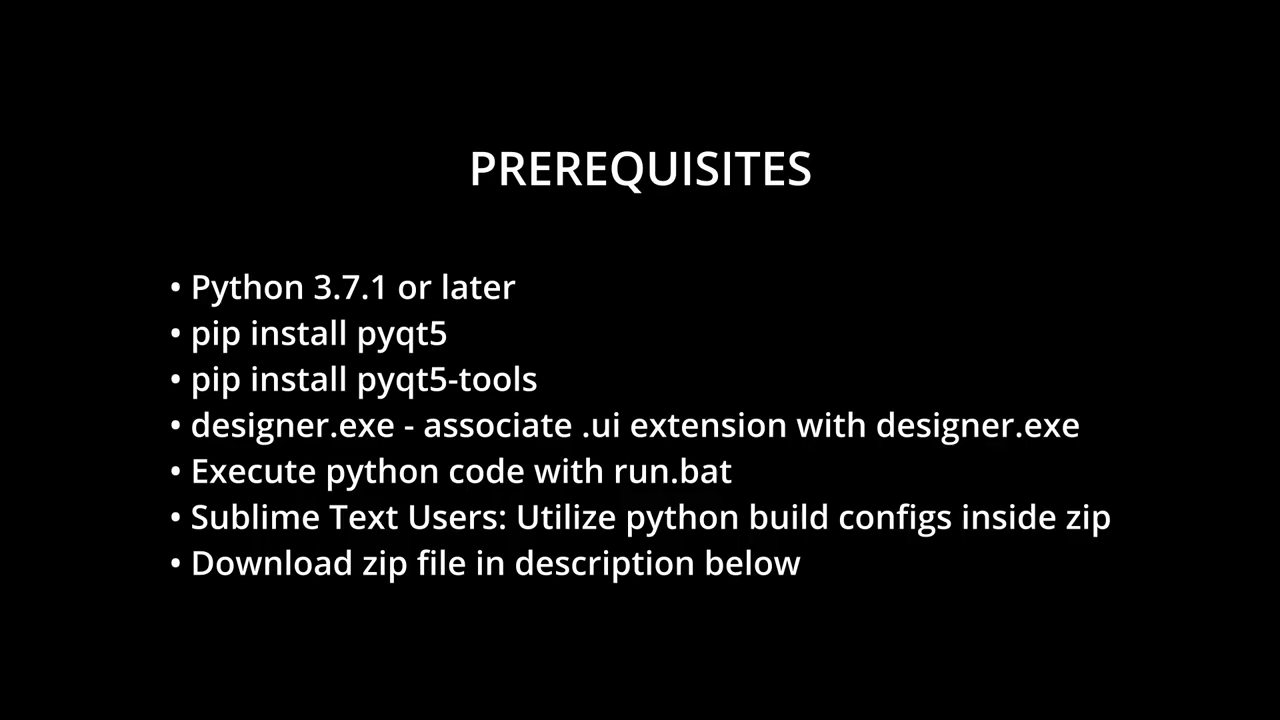 PREREQUISITES
• Python 3.7.1 or later
• pip install pyqt5
• pip install pyqt5-tools
• designer.exe - associate .ui extension with designer.exe
• Execute python code with run.bat
• Sublime Text Users: Utilize python build configs inside zip
• Download zip file in description below